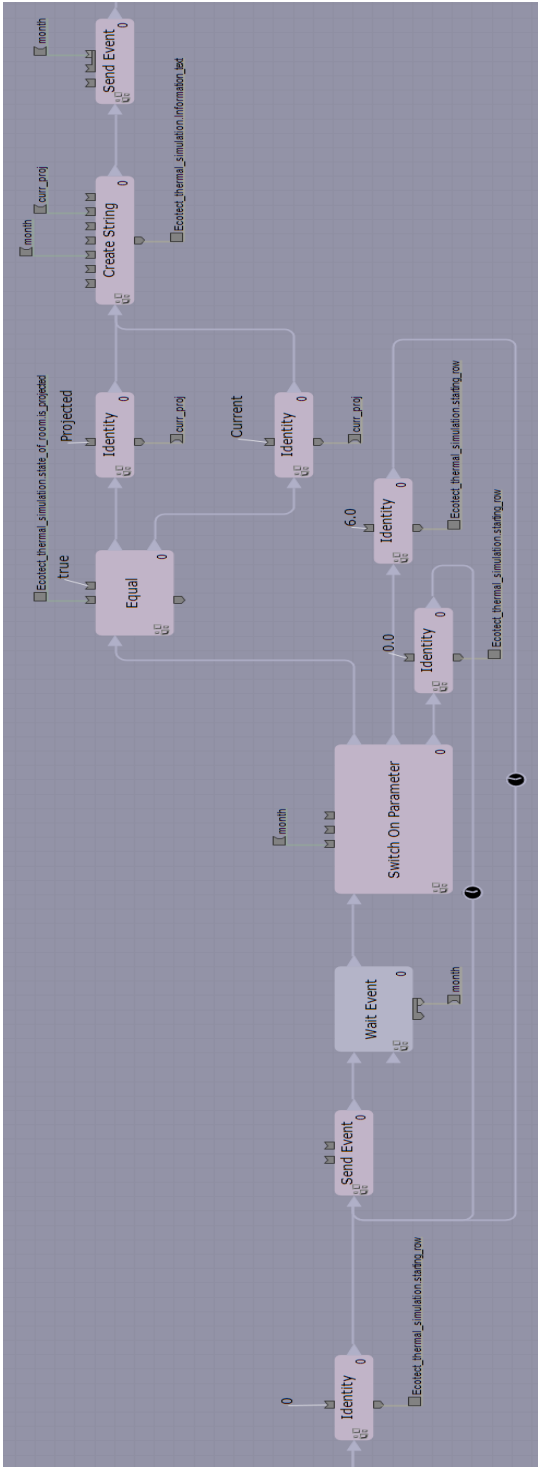 Identity
0
0
Ecotect_thermal_simulation.starting_row
Send Event
0
Wait Event
0
month
Switch On Parameter
0
month
Identity
0
0.0
Ecotect_thermal_simulation.starting_row
Identity
0
6.0
Ecotect_thermal_simulation.starting_row
Equal
0
true
Ecotect_thermal_simulation.state_of_room.is_projected
Identity
0
Projected
curr_proj
Identity
0
Current
curr_proj
Create String
0
month
curr_proj
Ecotect_thermal_simulation.Information_text
Send Event
0
month